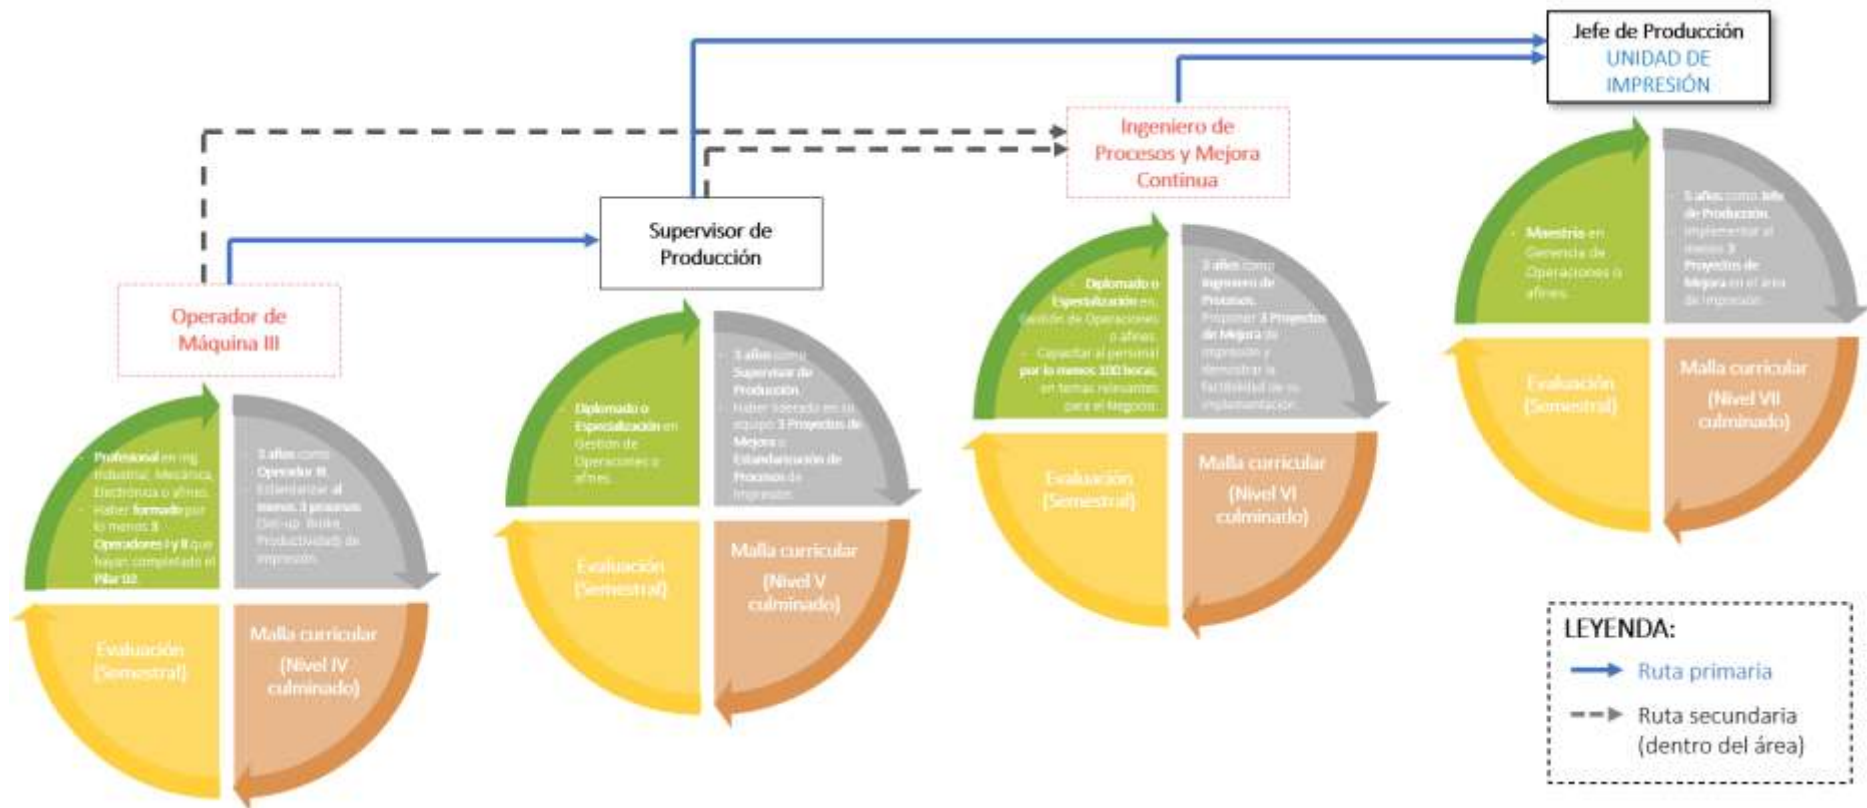 Jefe de Producción
UNIDAD DE
IMPRESIÓN
Ingeniero de
Procesos y Mejora
Continua
Supervisor de
Producción
Operador de
Máquina III
- Profesional en Ing.
Industrial, Mecánica,
Electrónica o afines.
- Haber formado por
lo menos 3
Operadores I y II que
hayan completado el
Pilar 02.
- 3 años como
Operador III.
- Estandarizar al
menos 3 procesos
(Set-up, Broke,
Productividad) de
impresión.
Evaluación
(Semestral)
Malla curricular
(Nivel IV
culminado)
- Diplomado o
Especialización en
Gestión de
Operaciones o
afines.
- 3 años como
Supervisor de
Producción.
- Haber liderado en su
equipo 3 Proyectos de
Mejora o
Estandarización de
Procesos de
Impresión.
Evaluación
(Semestral)
Malla curricular
(Nivel V
culminado)
- Diplomado o
Especialización en
Gestión de Operaciones
o afines.
- Capacitar al personal
por lo menos 100 horas,
en temas relevantes
para el Negocio.
- 3 años como
Ingeniero de
Procesos.
- Proponer 3 Proyectos
de Mejora de
impresión y
demostrar la
factibilidad de su
implementación.
Evaluación
(Semestral)
Malla curricular
(Nivel VI
culminado)
- Maestría en
Gerencia de
Operaciones o
afines.
- 5 años como Jefe
de Producción.
- Implementar al
menos 3
Proyectos de
Mejora en el área
de Impresión.
Evaluación
(Semestral)
Malla curricular
(Nivel VII
culminado)
LEYENDA:
Ruta primaria
Ruta secundaria
(dentro del área)